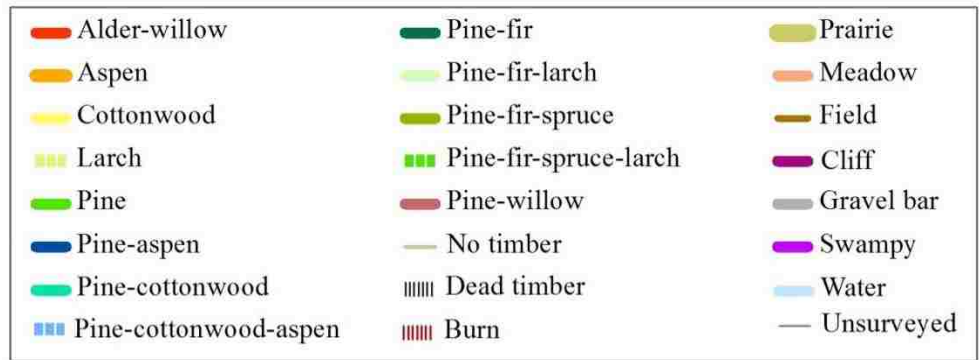 Alder-willow
Aspen
Cottonwood
Larch
Pine
Pine-aspen
Pine-cottonwood
Pine-cottonwood-aspen
Pine-fir
Pine-fir-larch
Pine-fir-spruce
Pine-fir-spruce-larch
Pine-willow
No timber
Dead timber
Burn
Prairie
Meadow
Field
Cliff
Gravel bar
Swampy
Water
Unsurveyed